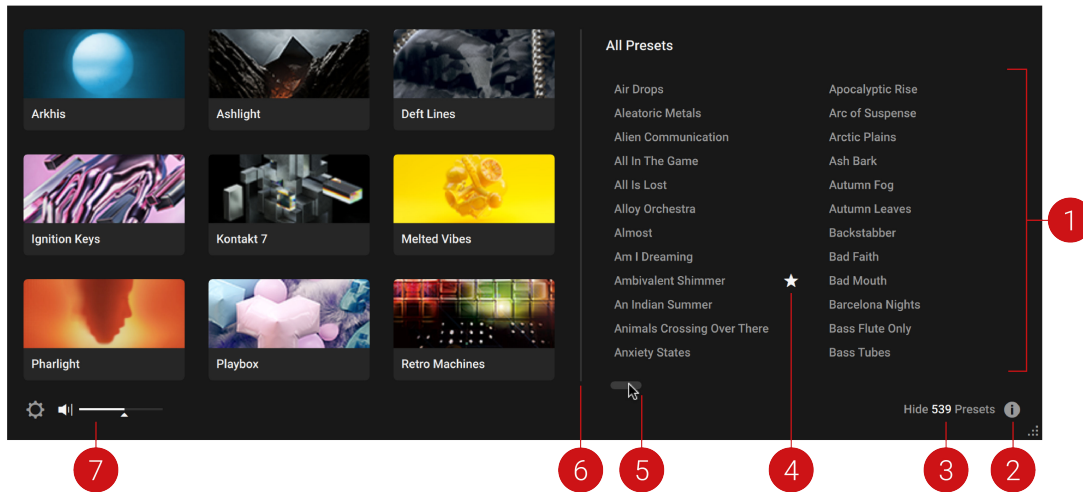 All Presets
Arkhis
Ashlight
Deft Lines
Ignition Keys
Kontakt 7
Melted Vibes
Pharlight
Playbox
Retro Machines
Air Drops
Aleatoric Metals
Alien Communication
All In The Game
All Is Lost
Alloy Orchestra
Almost
Am I Dreaming
Ambivalent Shimmer
An Indian Summer
Animals Crossing Over There
Anxiety States
Apocalyptic Rise
Arc of Suspense
Arctic Plains
Ash Bark
Autumn Fog
Autumn Leaves
Backstabber
Bad Faith
Bad Mouth
Barcelona Nights
Bass Flute Only
Bass Tubes
Hide 539 Presets
1
7
6
5
4
3
2